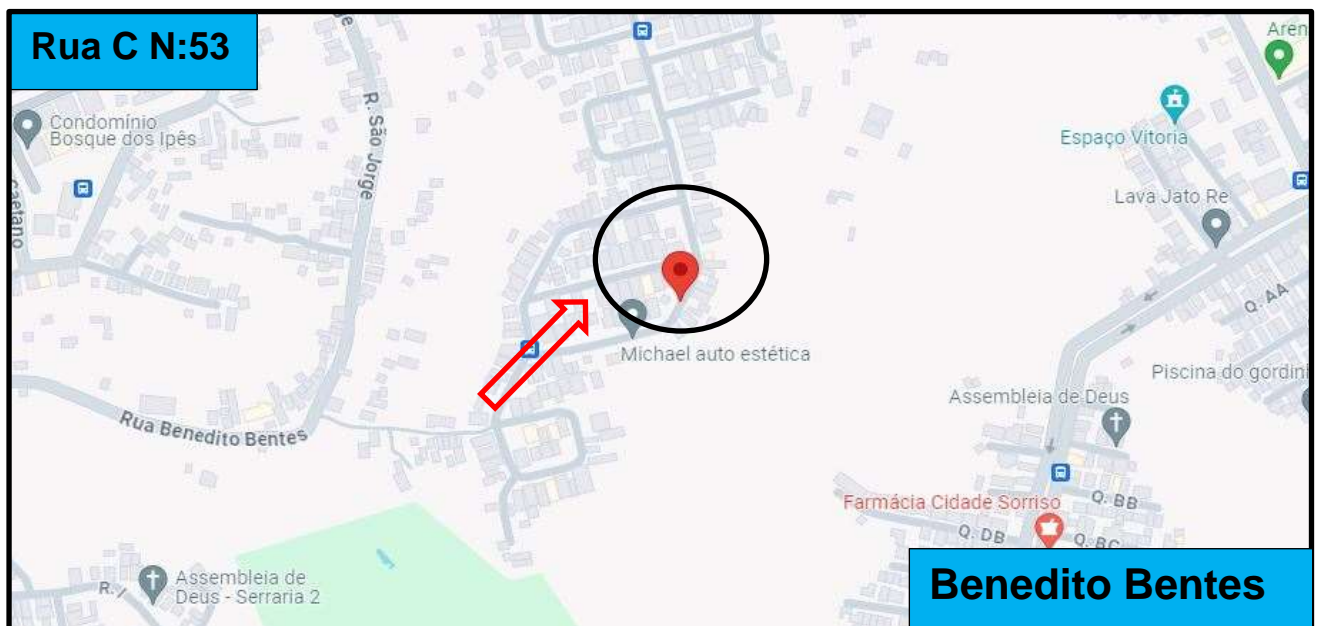 Rua C N:53
Aren
Condomínio
Bosque dos Ipês
R. São Jorge
Espaço Vitoria
Lava Jato Re
Caetano
Q. AA
Michael auto estética
Piscina do gordin
Assembleia de Deus
Rua Benedito Bentes
Farmácia Cidade Sorriso
Q. BB
Q. DB
Q. BC
Assembleia de
Deus - Serraria 2
R. I
Benedito Bentes